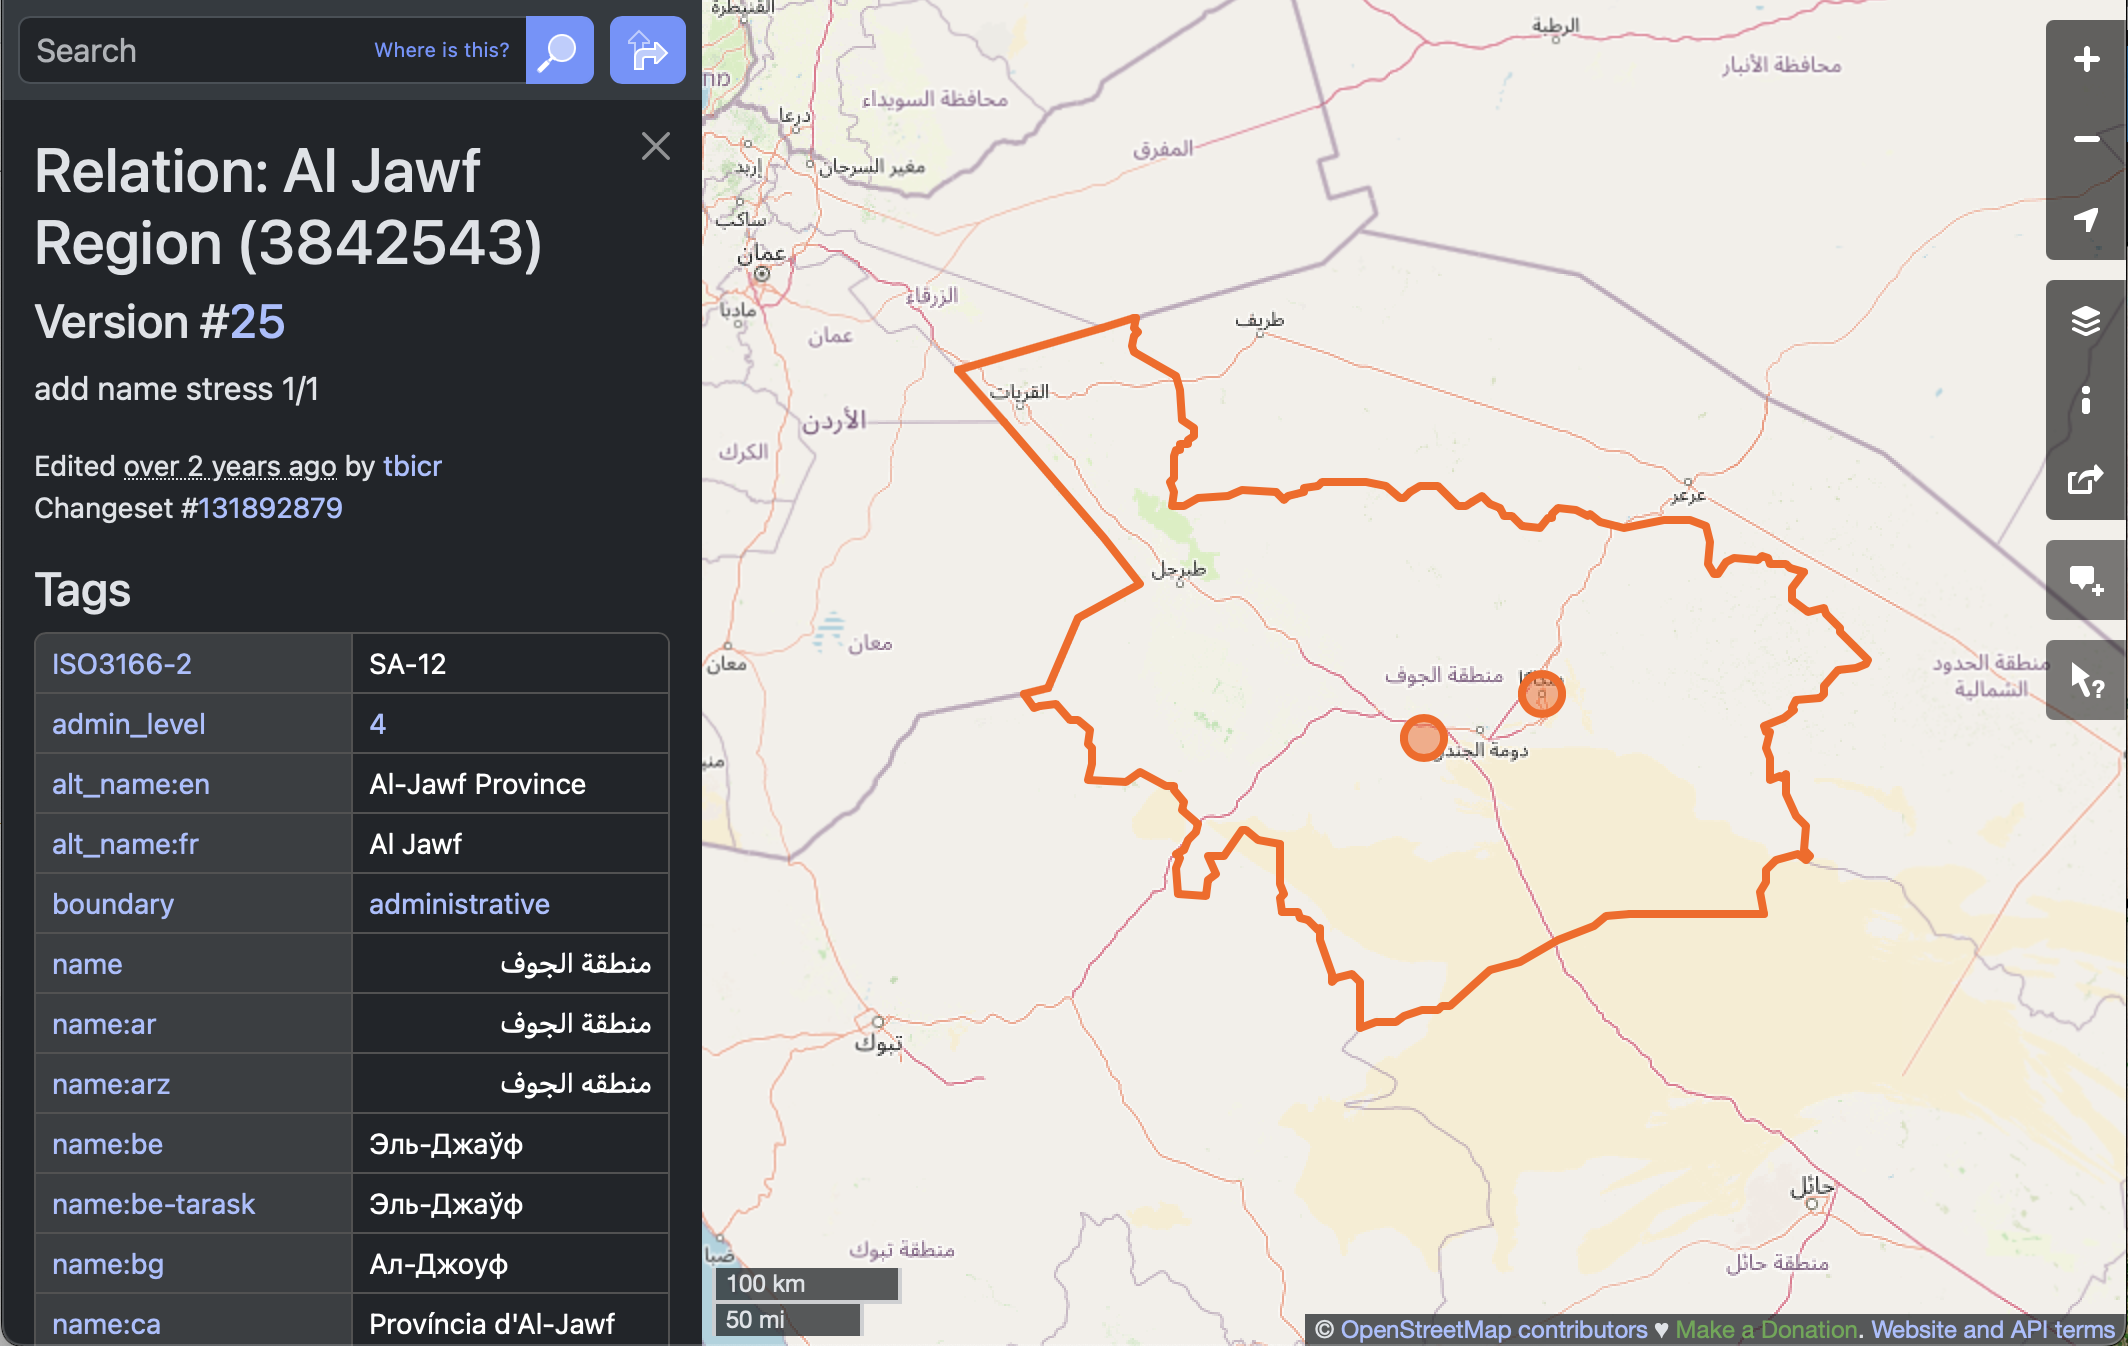 Search
Where is this?
Relation: Al Jawf
Region (3842543)
Version #25
add name stress 1/1
Edited over 2 years ago by tbicr
Changeset #131892879
Tags
ISO3166-2 SA-12
admin_level 4
alt_name:en Al-Jawf Province
alt_name:fr Al Jawf
boundary administrative
name منطقة الجوف
name:ar منطقة الجوف
name:arz منطقه الجوف
name:be Эль-Джаўф
name:be-tarask Эль-Джаўф
name:bg Ал-Джоуф
name:ca Província d'Al-Jawf
القنيطرة
الرطبة
محافظة الأنبار
محافظة السويداء
درعا
المفرق
إربد
مغير السرحان
ساكب
عمان
الزرقاء
مادبا
عمان
طريف
القريات
الأردن
الكرك
عرعر
طبرجل
معان
معان
منطقة الحدود
الشمالية
منطقة الجوف
دومة الجندل
تبوك
حائل
منطقة تبوك
ضبا
منطقة حائل
100 km
50 mi
© OpenStreetMap contributors ♥ Make a Donation. Website and API terms